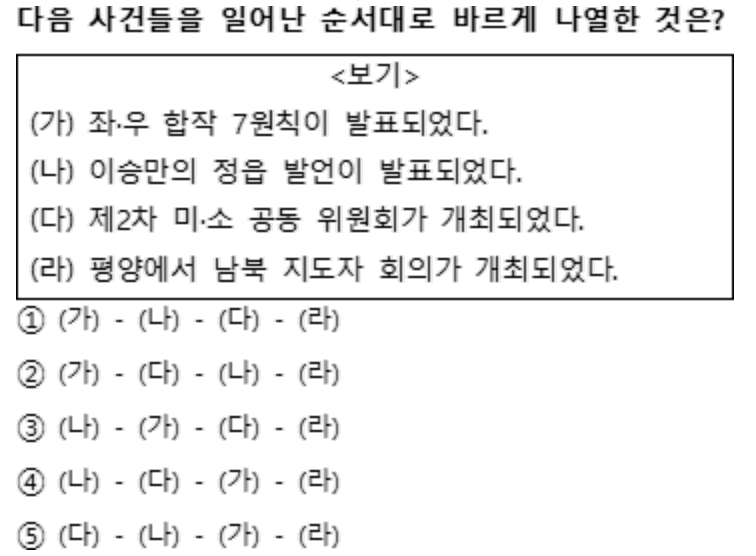 다음 사건들을 일어난 순서대로 바르게 나열한 것은?
<보기>
(가) 좌·우 합작 7원칙이 발표되었다.
(나) 이승만의 정읍 발언이 발표되었다.
(다) 제2차 미·소 공동 위원회가 개최되었다.
(라) 평양에서 남북 지도자 회의가 개최되었다.
① (가) - (나) - (다) - (라)
② (가) - (다) - (나) - (라)
③ (나) - (가) - (다) - (라)
④ (나) - (다) - (가) - (라)
⑤ (다) - (나) - (가) - (라)